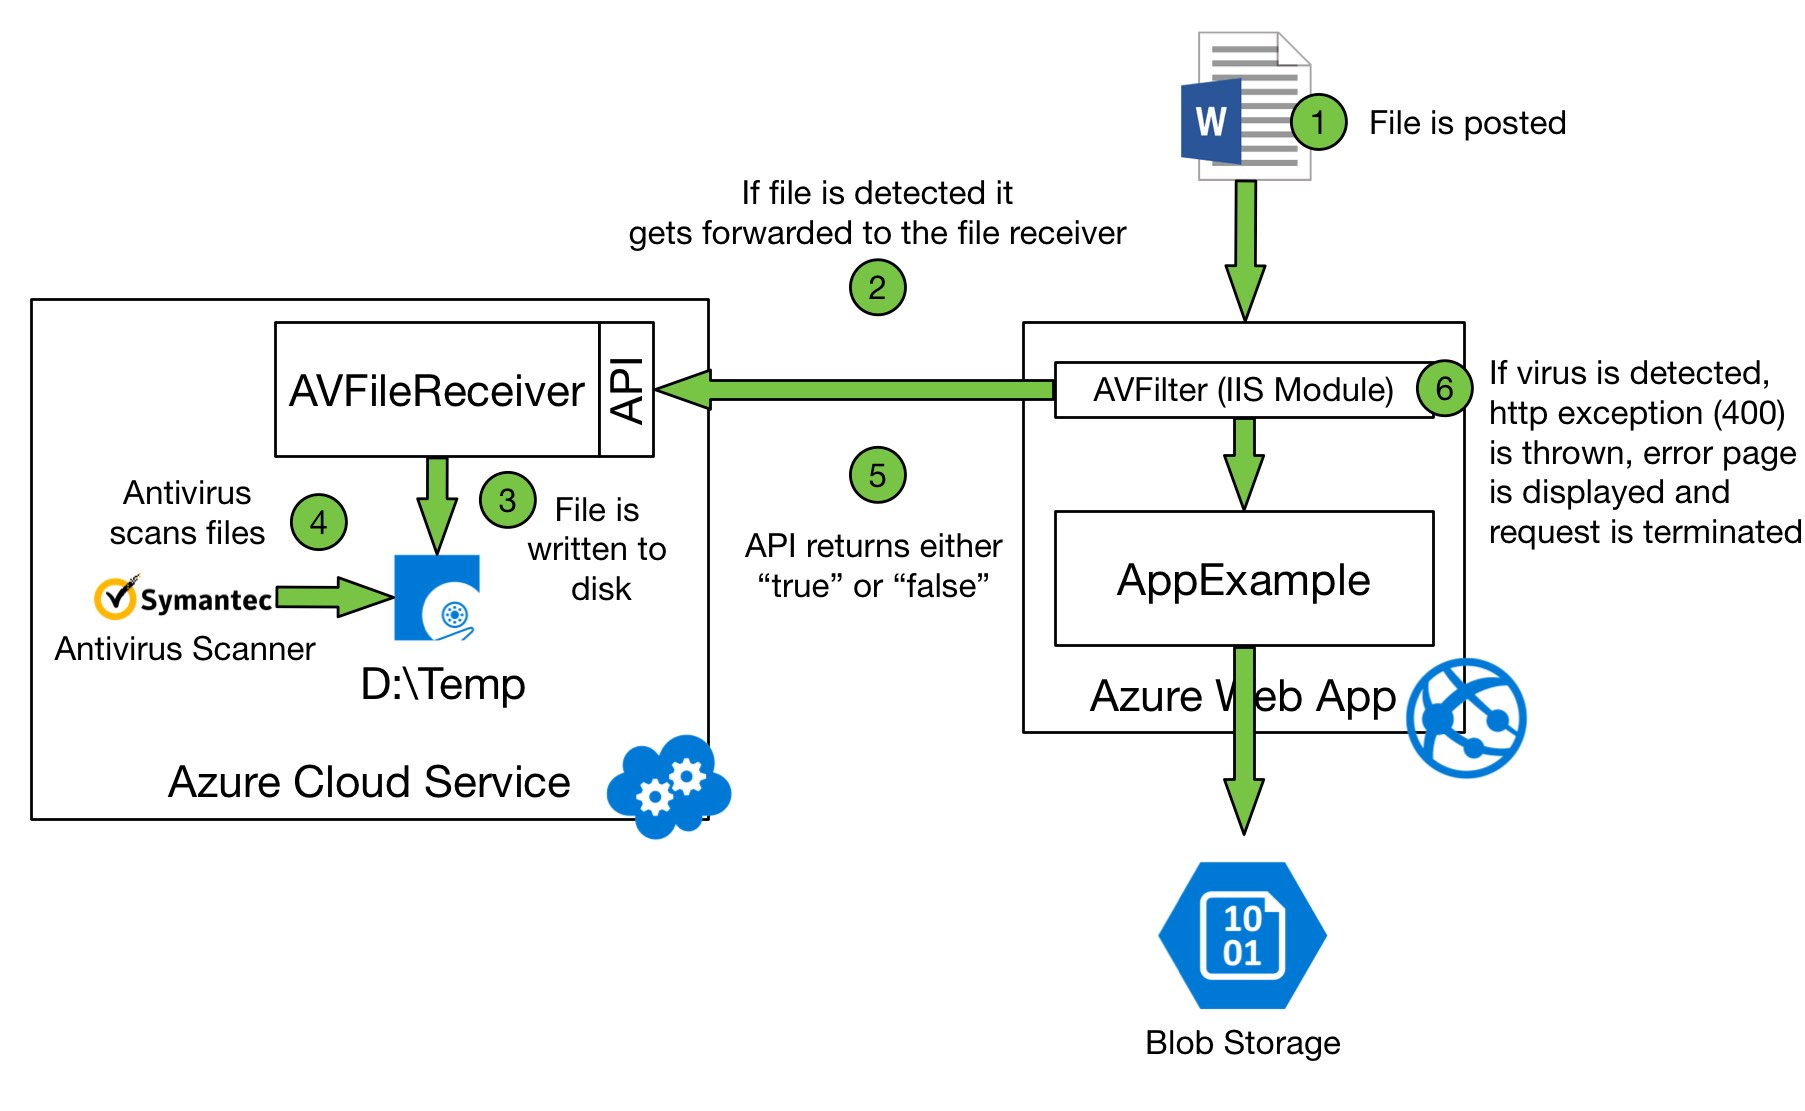 W
1
File is posted
If file is detected it
gets forwarded to the file receiver
2
AVFileReceiver
API
AVFilter (IIS Module)
6
If virus is detected,
http exception (400)
is thrown, error page
is displayed and
request is terminated
Antivirus
scans files
4
3
File is
written to
disk
5
API returns either
“true” or “false”
AppExample
Symantec
Antivirus Scanner
D:\Temp
Azure Web App
Azure Cloud Service
10
01
Blob Storage